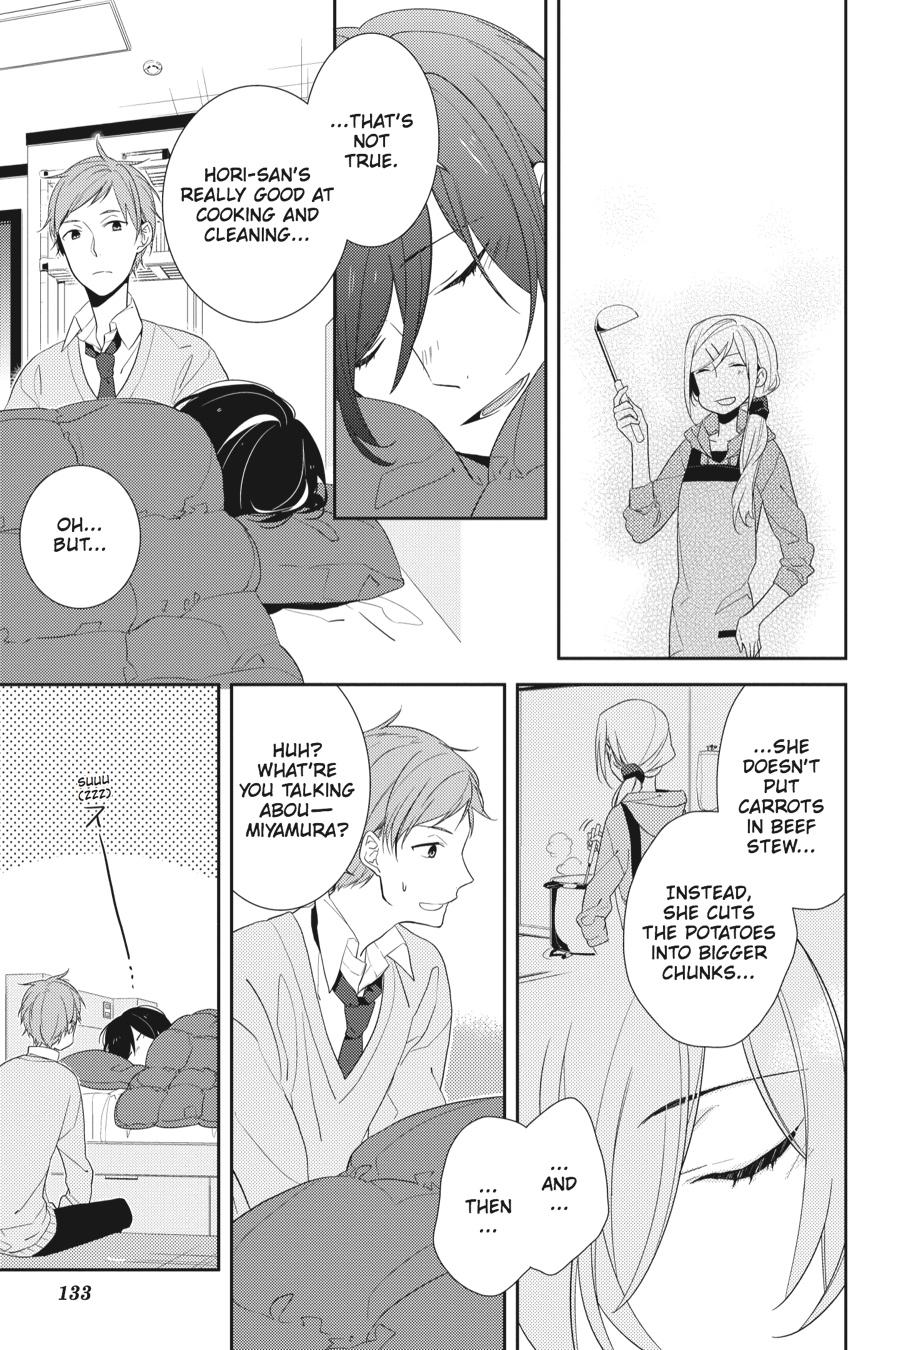 ...THAT'S
NOT
TRUE.
HORI-SAN'S
REALLY GOOD AT
COOKING AND
CLEANING...
OH...
BUT...
...SHE
DOESN'T
PUT
CARROTS
IN BEEF
STEW...
INSTEAD,
SHE CUTS
THE POTATOES
INTO BIGGER
CHUNKS...
...
AND
...
...
THEN
...
HUH?
WHAT'RE
YOU TALKING
ABOU—
MIYAMURA?
SUUU
(ZZZ)
スー...
133